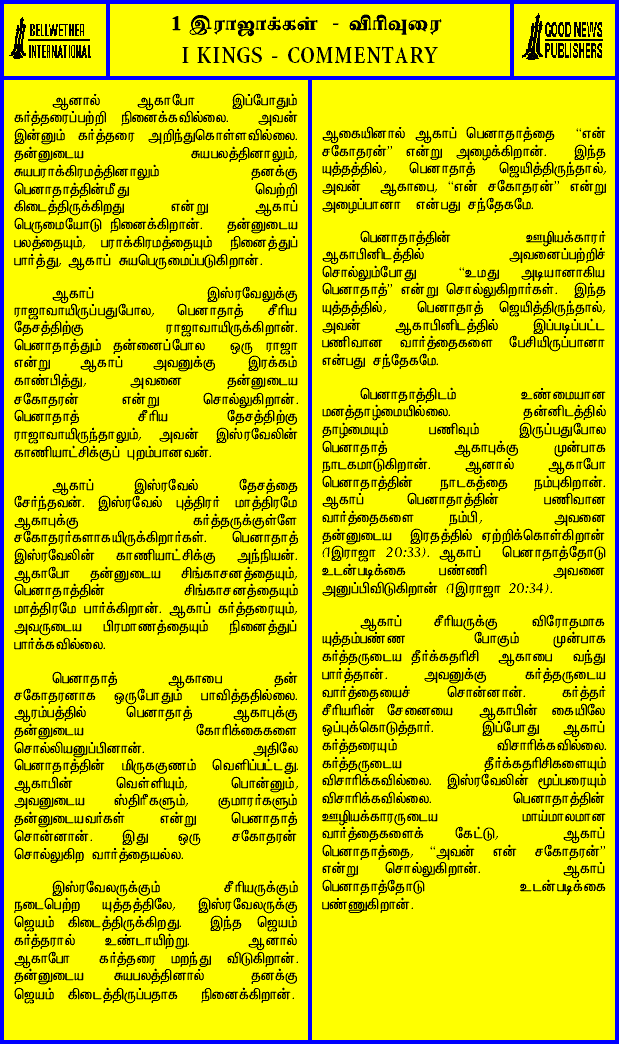 BELLWETHER
INTERNATIONAL
1 இராஜாக்கள் - விரிவுரை
I KINGS - COMMENTARY
GOOD NEWS
PUBLISHERS
ஆனால் ஆகாபோ இப்போதும்
கர்த்தரைப்பற்றி நினைக்கவில்லை. அவன்
இன்னும் கர்த்தரை அறிந்துகொள்ளவில்லை.
தன்னுடைய சுயபலத்தினாலும்,
சுயபராக்கிரமத்தினாலும் தனக்கு
பெனாதாத்தின்மீது வெற்றி
கிடைத்திருக்கிறது என்று ஆகாப்
பெருமையோடு நினைக்கிறான். தன்னுடைய
பலத்தையும், பராக்கிரமத்தையும் நினைத்துப்
பார்த்து, ஆகாப் சுயபெருமைப்படுகிறான்.
ஆகாப் இஸ்ரவேலுக்கு
ராஜாவாயிருப்பதுபோல, பெனாதாத் சீரிய
தேசத்திற்கு ராஜாவாயிருக்கிறான்.
பெனாதாத்தும் தன்னைப்போல ஒரு ராஜா
என்று ஆகாப் அவனுக்கு இரக்கம்
காண்பித்து, அவனை தன்னுடைய
சகோதரன் என்று சொல்லுகிறான்.
பெனாதாத் சீரிய தேசத்திற்கு
ராஜாவாயிருந்தாலும், அவன் இஸ்ரவேலின்
காணியாட்சிக்குப் புறம்பானவன்.
ஆகாப் இஸ்ரவேல் தேசத்தை
சேர்ந்தவன். இஸ்ரவேல் புத்திரர் மாத்திரமே
ஆகாபுக்கு கர்த்தருக்குள்ளே
சகோதரர்களாகயிருக்கிறார்கள். பெனாதாத்
இஸ்ரவேலின் காணியாட்சிக்கு அந்நியன்.
ஆகாபோ தன்னுடைய சிங்காசனத்தையும்,
பெனாதாத்தின் சிங்காசனத்தையும்
மாத்திரமே பார்க்கிறான். ஆகாப் கர்த்தரையும்,
அவருடைய பிரமாணத்தையும் நினைத்துப்
பார்க்கவில்லை.
பெனாதாத் ஆகாபை தன்
சகோதரனாக ஒருபோதும் பாவித்ததில்லை.
ஆரம்பத்தில் பெனாதாத் ஆகாபுக்கு
தன்னுடைய கோரிக்கைகளை
சொல்லியனுப்பினான். அதிலே
பெனாதாத்தின் மிருககுணம் வெளிப்பட்டது.
ஆகாபின் வெள்ளியும், பொன்னும்,
அவனுடைய ஸ்திரீகளும், குமாரர்களும்
தன்னுடையவர்கள் என்று பெனாதாத்
சொன்னான். இது ஒரு சகோதரன்
சொல்லுகிற வார்த்தையல்ல.
இஸ்ரவேலருக்கும் சீரியருக்கும்
நடைபெற்ற யுத்தத்திலே, இஸ்ரவேலருக்கு
ஜெயம் கிடைத்திருக்கிறது. இந்த ஜெயம்
கர்த்தரால் உண்டாயிற்று. ஆனால்
ஆகாபோ கர்த்தரை மறந்து விடுகிறான்.
தன்னுடைய சுயபலத்தினால் தனக்கு
ஜெயம் கிடைத்திருப்பதாக நினைக்கிறான்.
ஆகையினால் ஆகாப் பெனாதாத்தை “என்
சகோதரன்” என்று அழைக்கிறான். இந்த
யுத்தத்தில், பெனாதாத் ஜெயித்திருந்தால்,
அவன் ஆகாபை, “என் சகோதரன்” என்று
அழைப்பானா என்பது சந்தேகமே.
பெனாதாத்தின் ஊழியக்காரர்
ஆகாபினிடத்தில் அவனைப்பற்றிச்
சொல்லும்போது “உமது அடியானாகிய
பெனாதாத்” என்று சொல்லுகிறார்கள். இந்த
யுத்தத்தில், பெனாதாத் ஜெயித்திருந்தால்,
அவன் ஆகாபினிடத்தில் இப்படிப்பட்ட
பணிவான வார்த்தைகளை பேசியிருப்பானா
என்பது சந்தேகமே.
பெனாதாத்திடம் உண்மையான
மனத்தாழ்மையில்லை. தன்னிடத்தில்
தாழ்மையும் பணிவும் இருப்பதுபோல
பெனாதாத் ஆகாபுக்கு முன்பாக
நாடகமாடுகிறான். ஆனால் ஆகாபோ
பெனாதாத்தின் நாடகத்தை நம்புகிறான்.
ஆகாப் பெனாதாத்தின் பணிவான
வார்த்தைகளை நம்பி, அவனை
தன்னுடைய இரதத்தில் ஏற்றிக்கொள்கிறான்
(1இராஜா 20:33). ஆகாப் பெனாதாத்தோடு
உடன்படிக்கை பண்ணி அவனை
அனுப்பிவிடுகிறான் (1இராஜா 20:34).
ஆகாப் சீரியருக்கு விரோதமாக
யுத்தம்பண்ண போகும் முன்பாக
கர்த்தருடைய தீர்க்கதரிசி ஆகாபை வந்து
பார்த்தான். அவனுக்கு கர்த்தருடைய
வார்த்தையைச் சொன்னான். கர்த்தர்
சீரியரின் சேனையை ஆகாபின் கையிலே
ஒப்புக்கொடுத்தார். இப்போது ஆகாப்
கர்த்தரையும் விசாரிக்கவில்லை.
கர்த்தருடைய தீர்க்கதரிசிகளையும்
விசாரிக்கவில்லை. இஸ்ரவேலின் மூப்பரையும்
விசாரிக்கவில்லை. பெனாதாத்தின்
ஊழியக்காரருடைய மாய்மாலமான
வார்த்தைகளைக் கேட்டு, ஆகாப்
பெனாதாத்தை, “அவன் என் சகோதரன்”
என்று சொல்லுகிறான். ஆகாப்
பெனாதாத்தோடு உடன்படிக்கை
பண்ணுகிறான்.